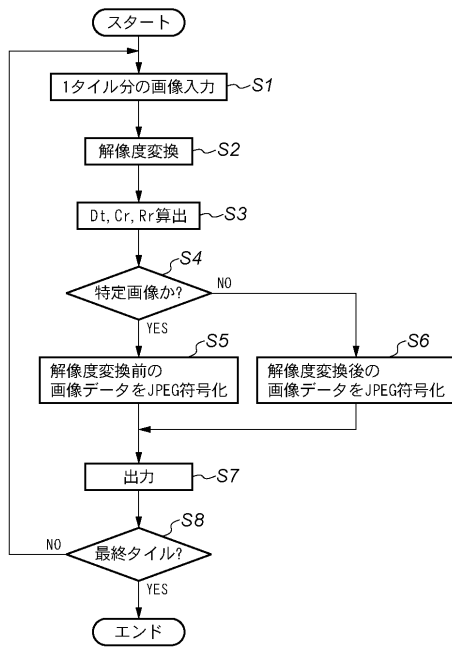 スタート
1タイル分の画像入力
S1
解像度変換
S2
Dt,Cr,Rr算出
S3
S4
特定画像か?
NO
YES
S5
S6
解像度変換前の
画像データをJPEG符号化
解像度変換後の
画像データをJPEG符号化
出力
S7
S8
最終タイル?
NO
YES
エンド